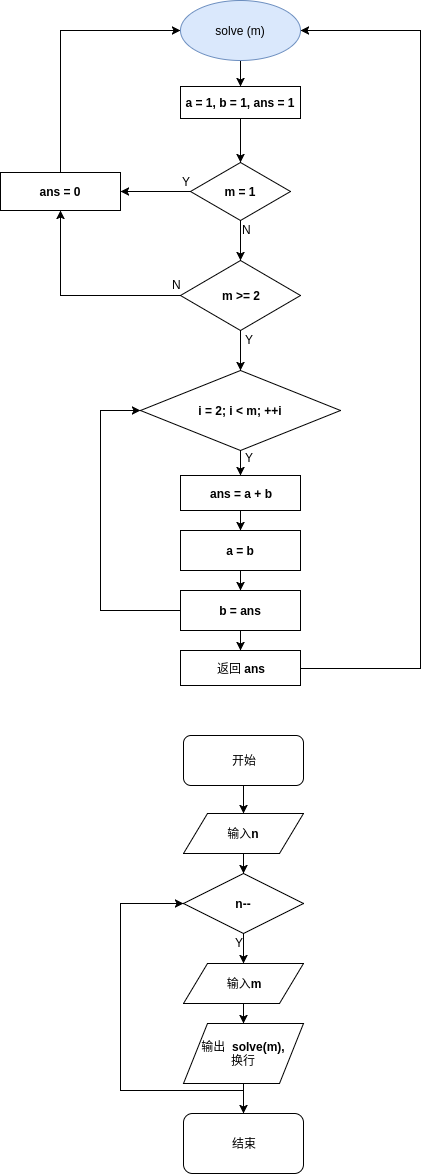 solve (m)
a = 1, b = 1, ans = 1
m = 1
Y
ans = 0
N
m >= 2
N
Y
i = 2; i < m; ++i
Y
ans = a + b
a = b
b = ans
返回 ans
开始
输入n
n--
Y
输入m
输出 solve(m),
换行
结束